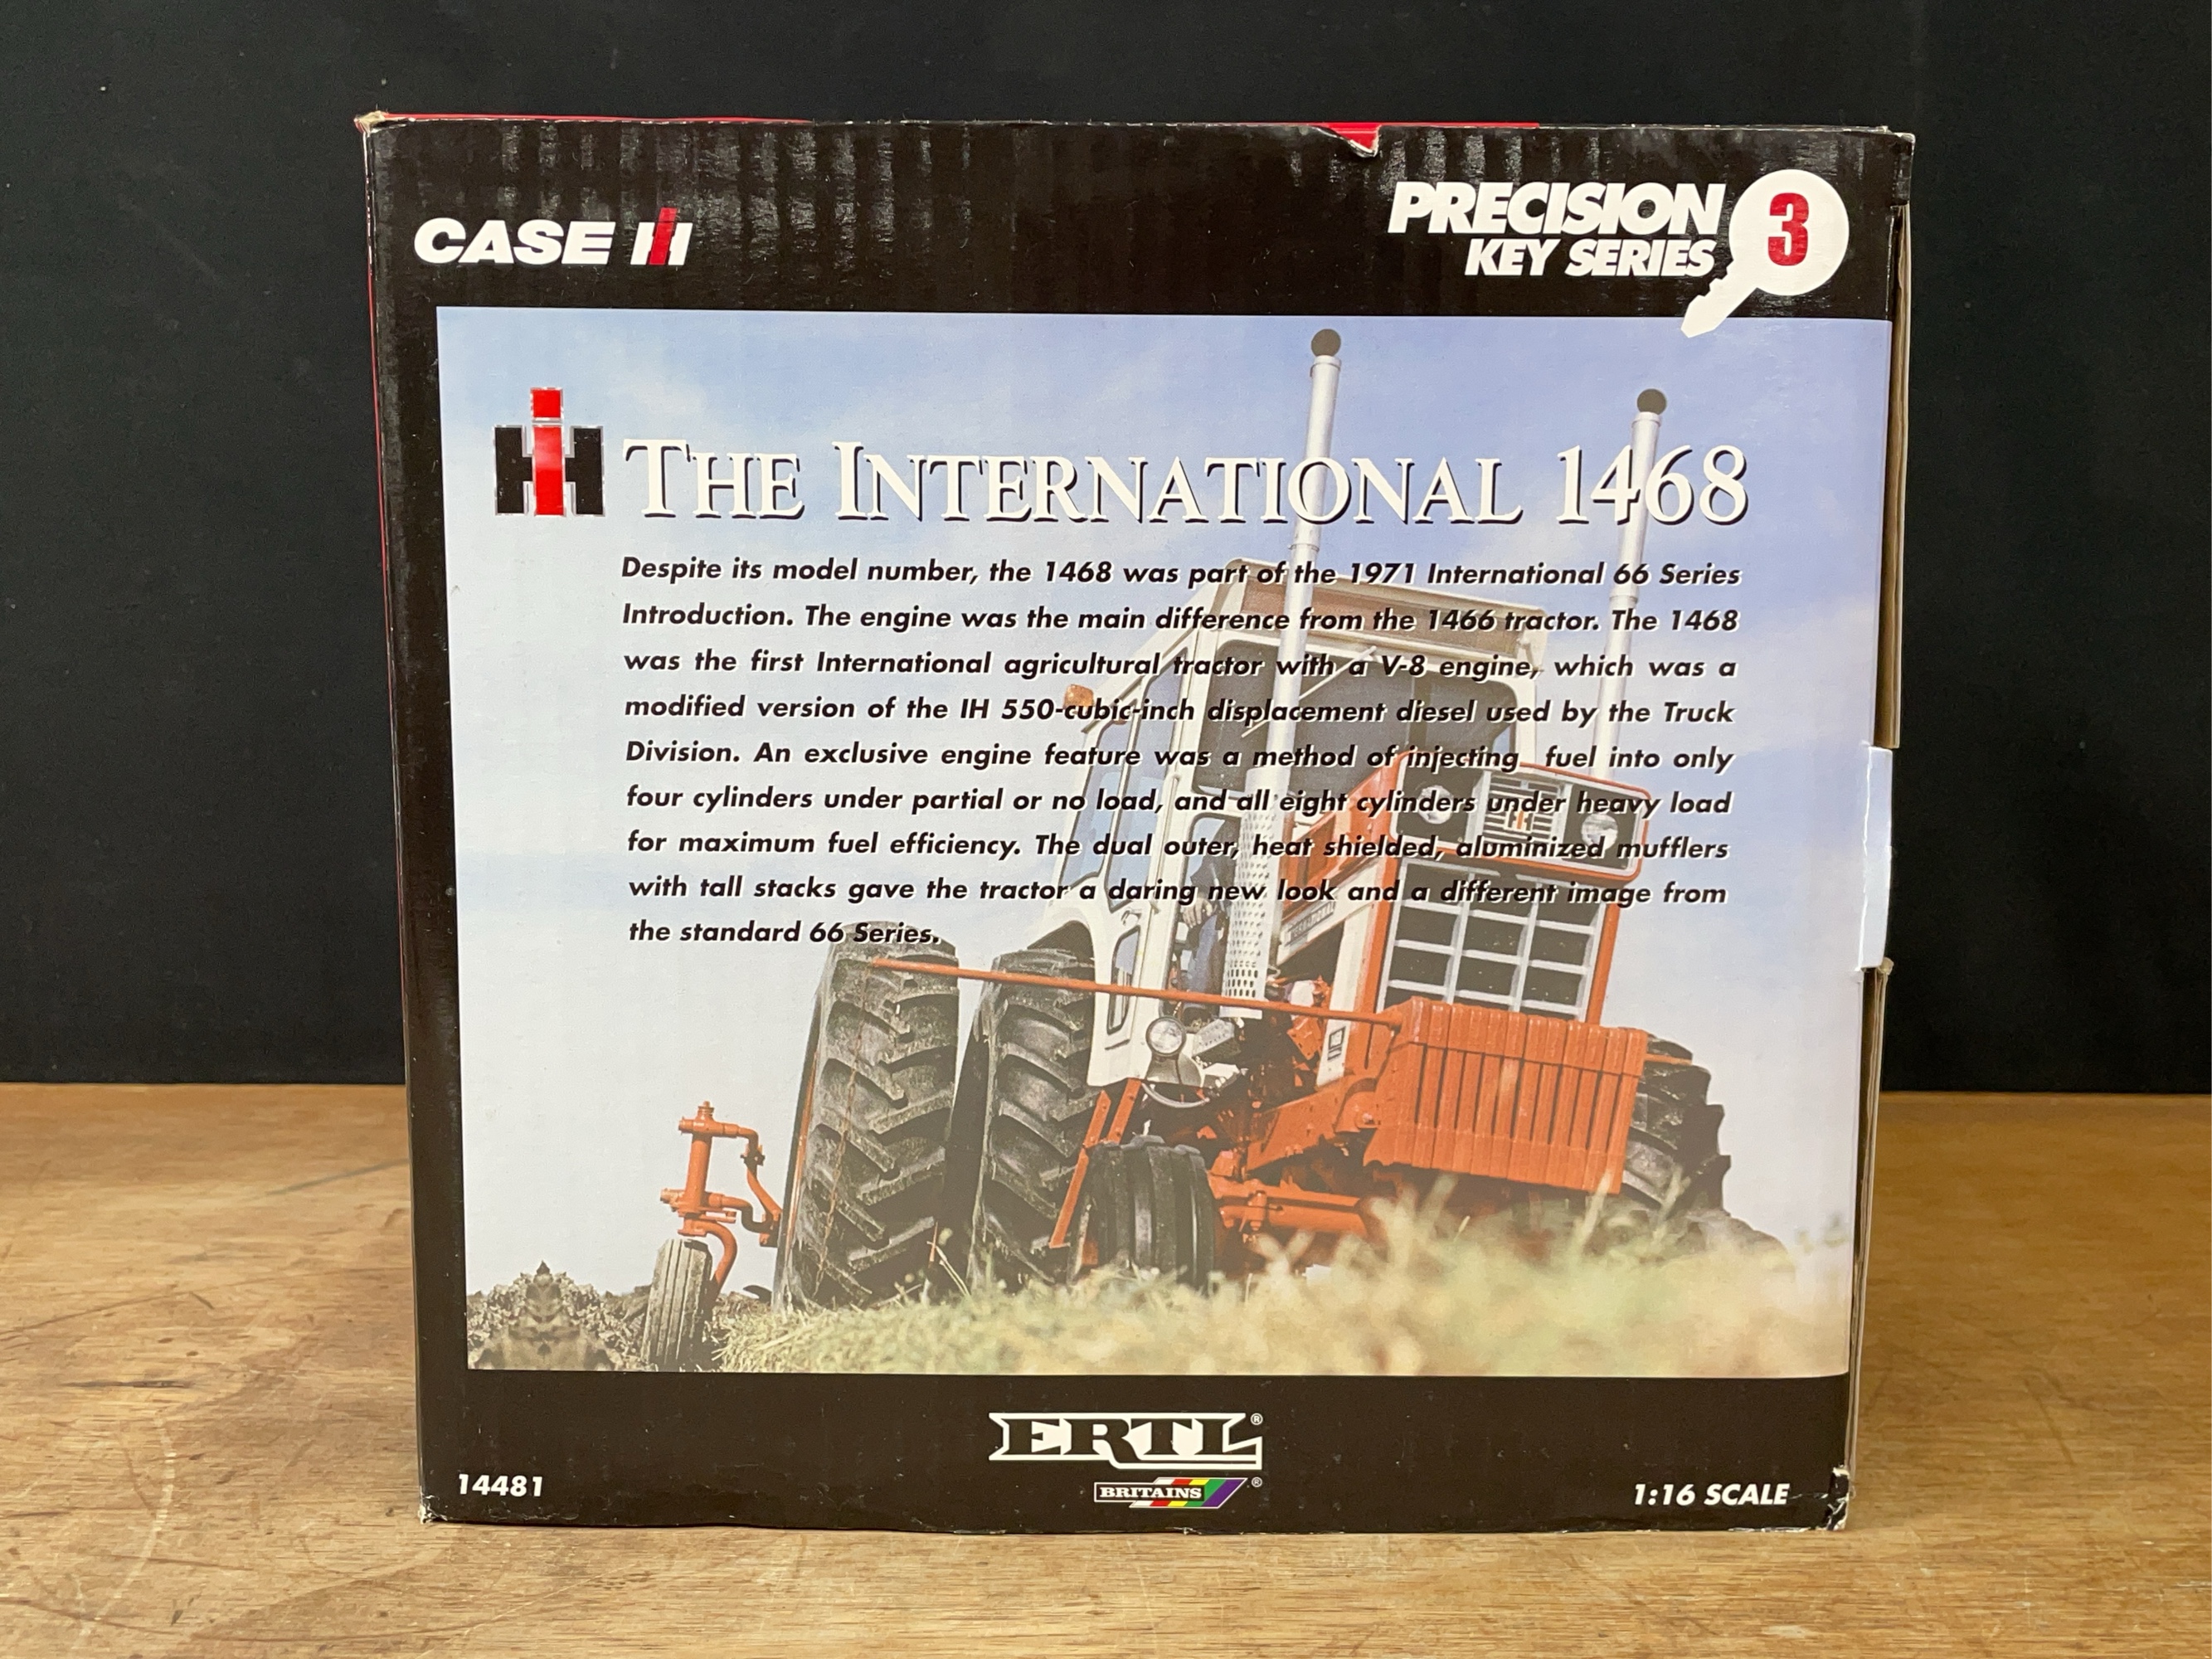 CASE IH
PRECISION
KEY SERIES 3
IH THE INTERNATIONAL 1468
Despite its model number, the 1468 was part of the 1971 International 66 Series
Introduction. The engine was the main difference from the 1466 tractor. The 1468
was the first International agricultural tractor with a V-8 engine, which was a
modified version of the IH 550-cubic-inch displacement diesel used by the Truck
Division. An exclusive engine feature was a method of injecting fuel into only
four cylinders under partial or no load, and all eight cylinders under heavy load
for maximum fuel efficiency. The dual outer, heat shielded, aluminized mufflers
with tall stacks gave the tractor a daring new look and a different image from
the standard 66 Series.
ERTL®
BRITAINS®
14481
1:16 SCALE